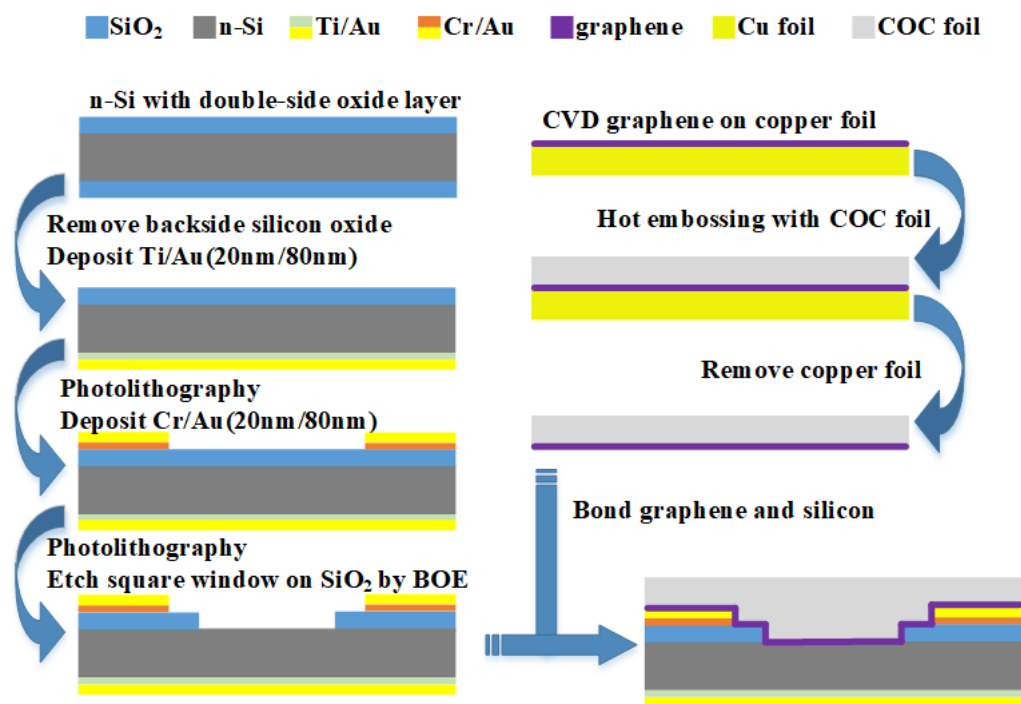 SiO₂ n-Si Ti/Au Cr/Au graphene Cu foil COC foil
n-Si with double-side oxide layer
Remove backside silicon oxide
Deposit Ti/Au(20nm/80nm)
Photolithography
Deposit Cr/Au(20nm/80nm)
Photolithography
Etch square window on SiO₂ by BOE
CVD graphene on copper foil
Hot embossing with COC foil
Remove copper foil
Bond graphene and silicon